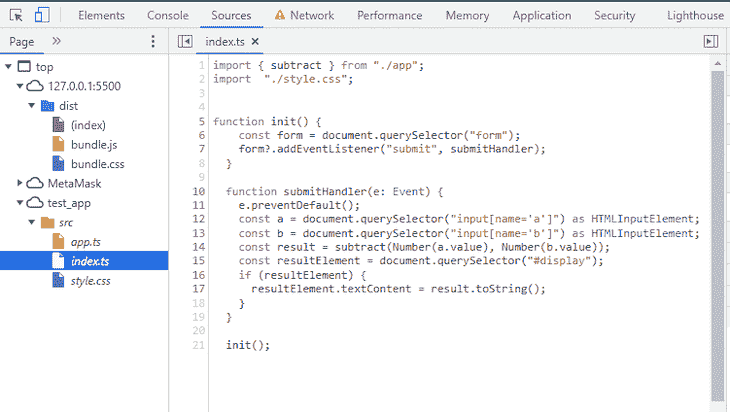 Elements Console Sources Network Performance Memory Application Security Lighthouse
Page » index.ts ×
top
127.0.0.1:5500
dist
(index)
bundle.js
bundle.css
MetaMask
test_app
src
app.ts
index.ts
style.css
1 import { subtract } from "./app";
2 import  "./style.css";
3
4
5 function init() {
6     const form = document.querySelector("form");
7     form?.addEventListener("submit", submitHandler);
8   }
9
10   function submitHandler(e: Event) {
11     e.preventDefault();
12     const a = document.querySelector("input[name='a']") as HTMLInputElement;
13     const b = document.querySelector("input[name='b']") as HTMLInputElement;
14     const result = subtract(Number(a.value), Number(b.value));
15     const resultElement = document.querySelector("#display");
16     if (resultElement) {
17       resultElement.textContent = result.toString();
18     }
19   }
20
21   init();